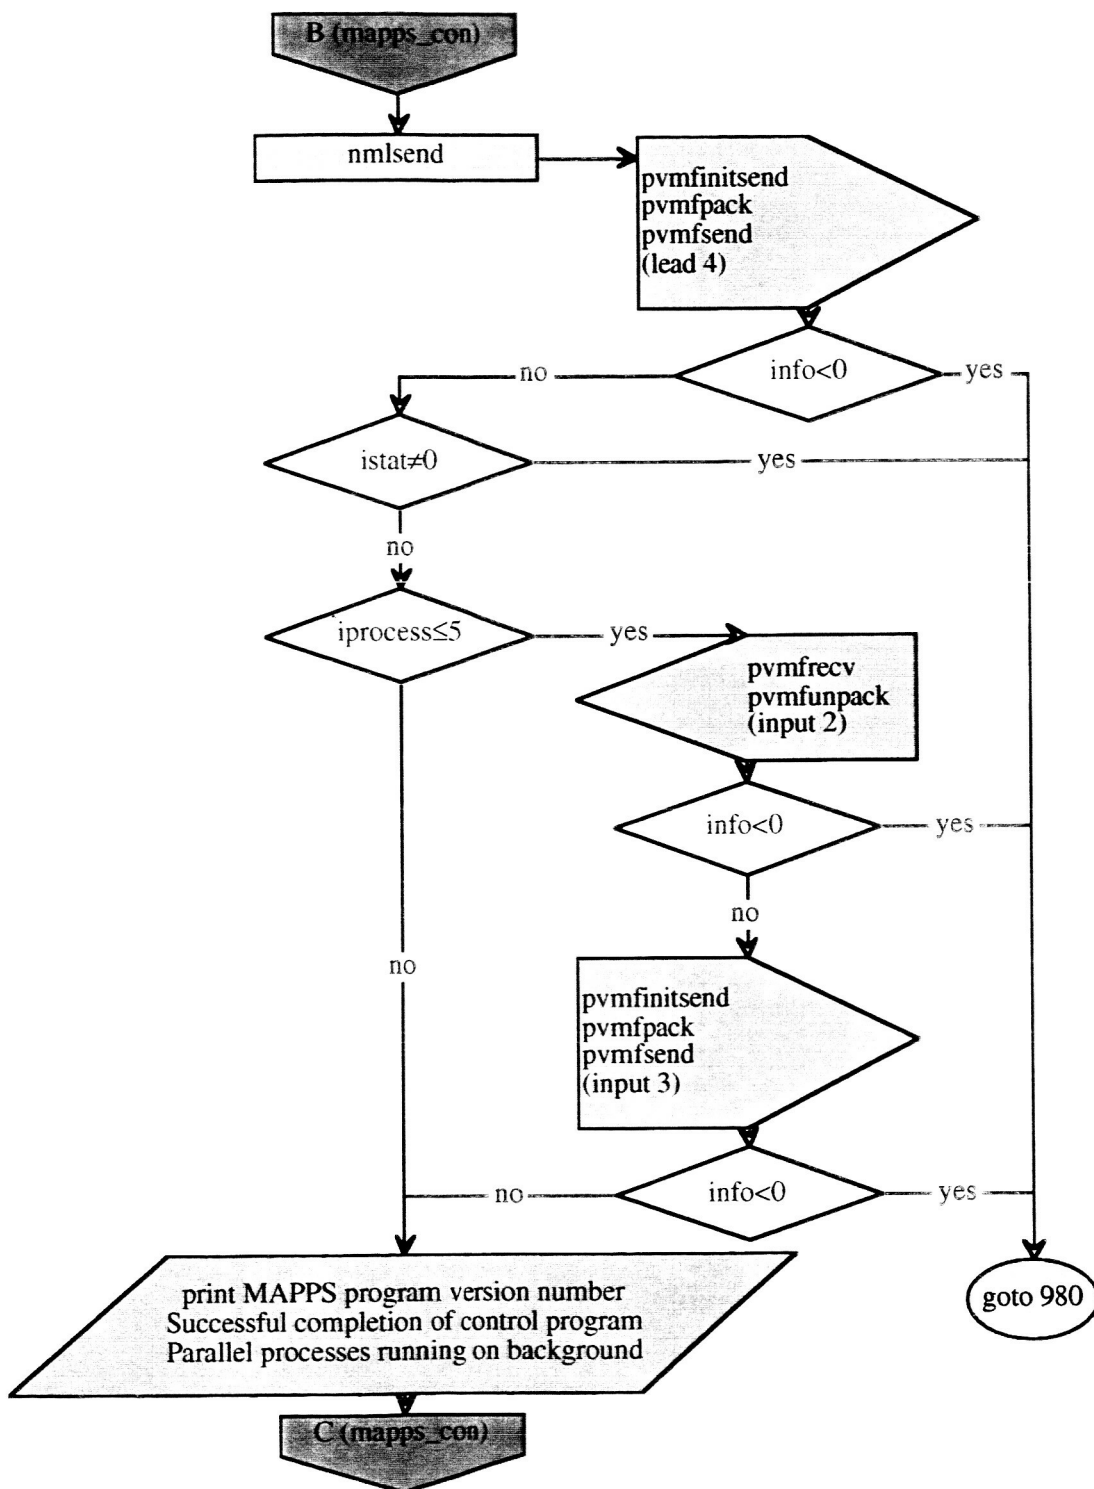 B (mapps_con)
nmlsend
pvmfinitsend
pvmfpack
pvmfsend
(lead 4)
info<0
no
yes
istat≠0
yes
no
iprocess≤5
yes
pvmfrecv
pvmfunpack
(input 2)
info<0
yes
no
no
pvmfinitsend
pvmfpack
pvmfsend
(input 3)
info<0
no
yes
print MAPPS program version number
Successful completion of control program
Parallel processes running on background
goto 980
C (mapps_con)